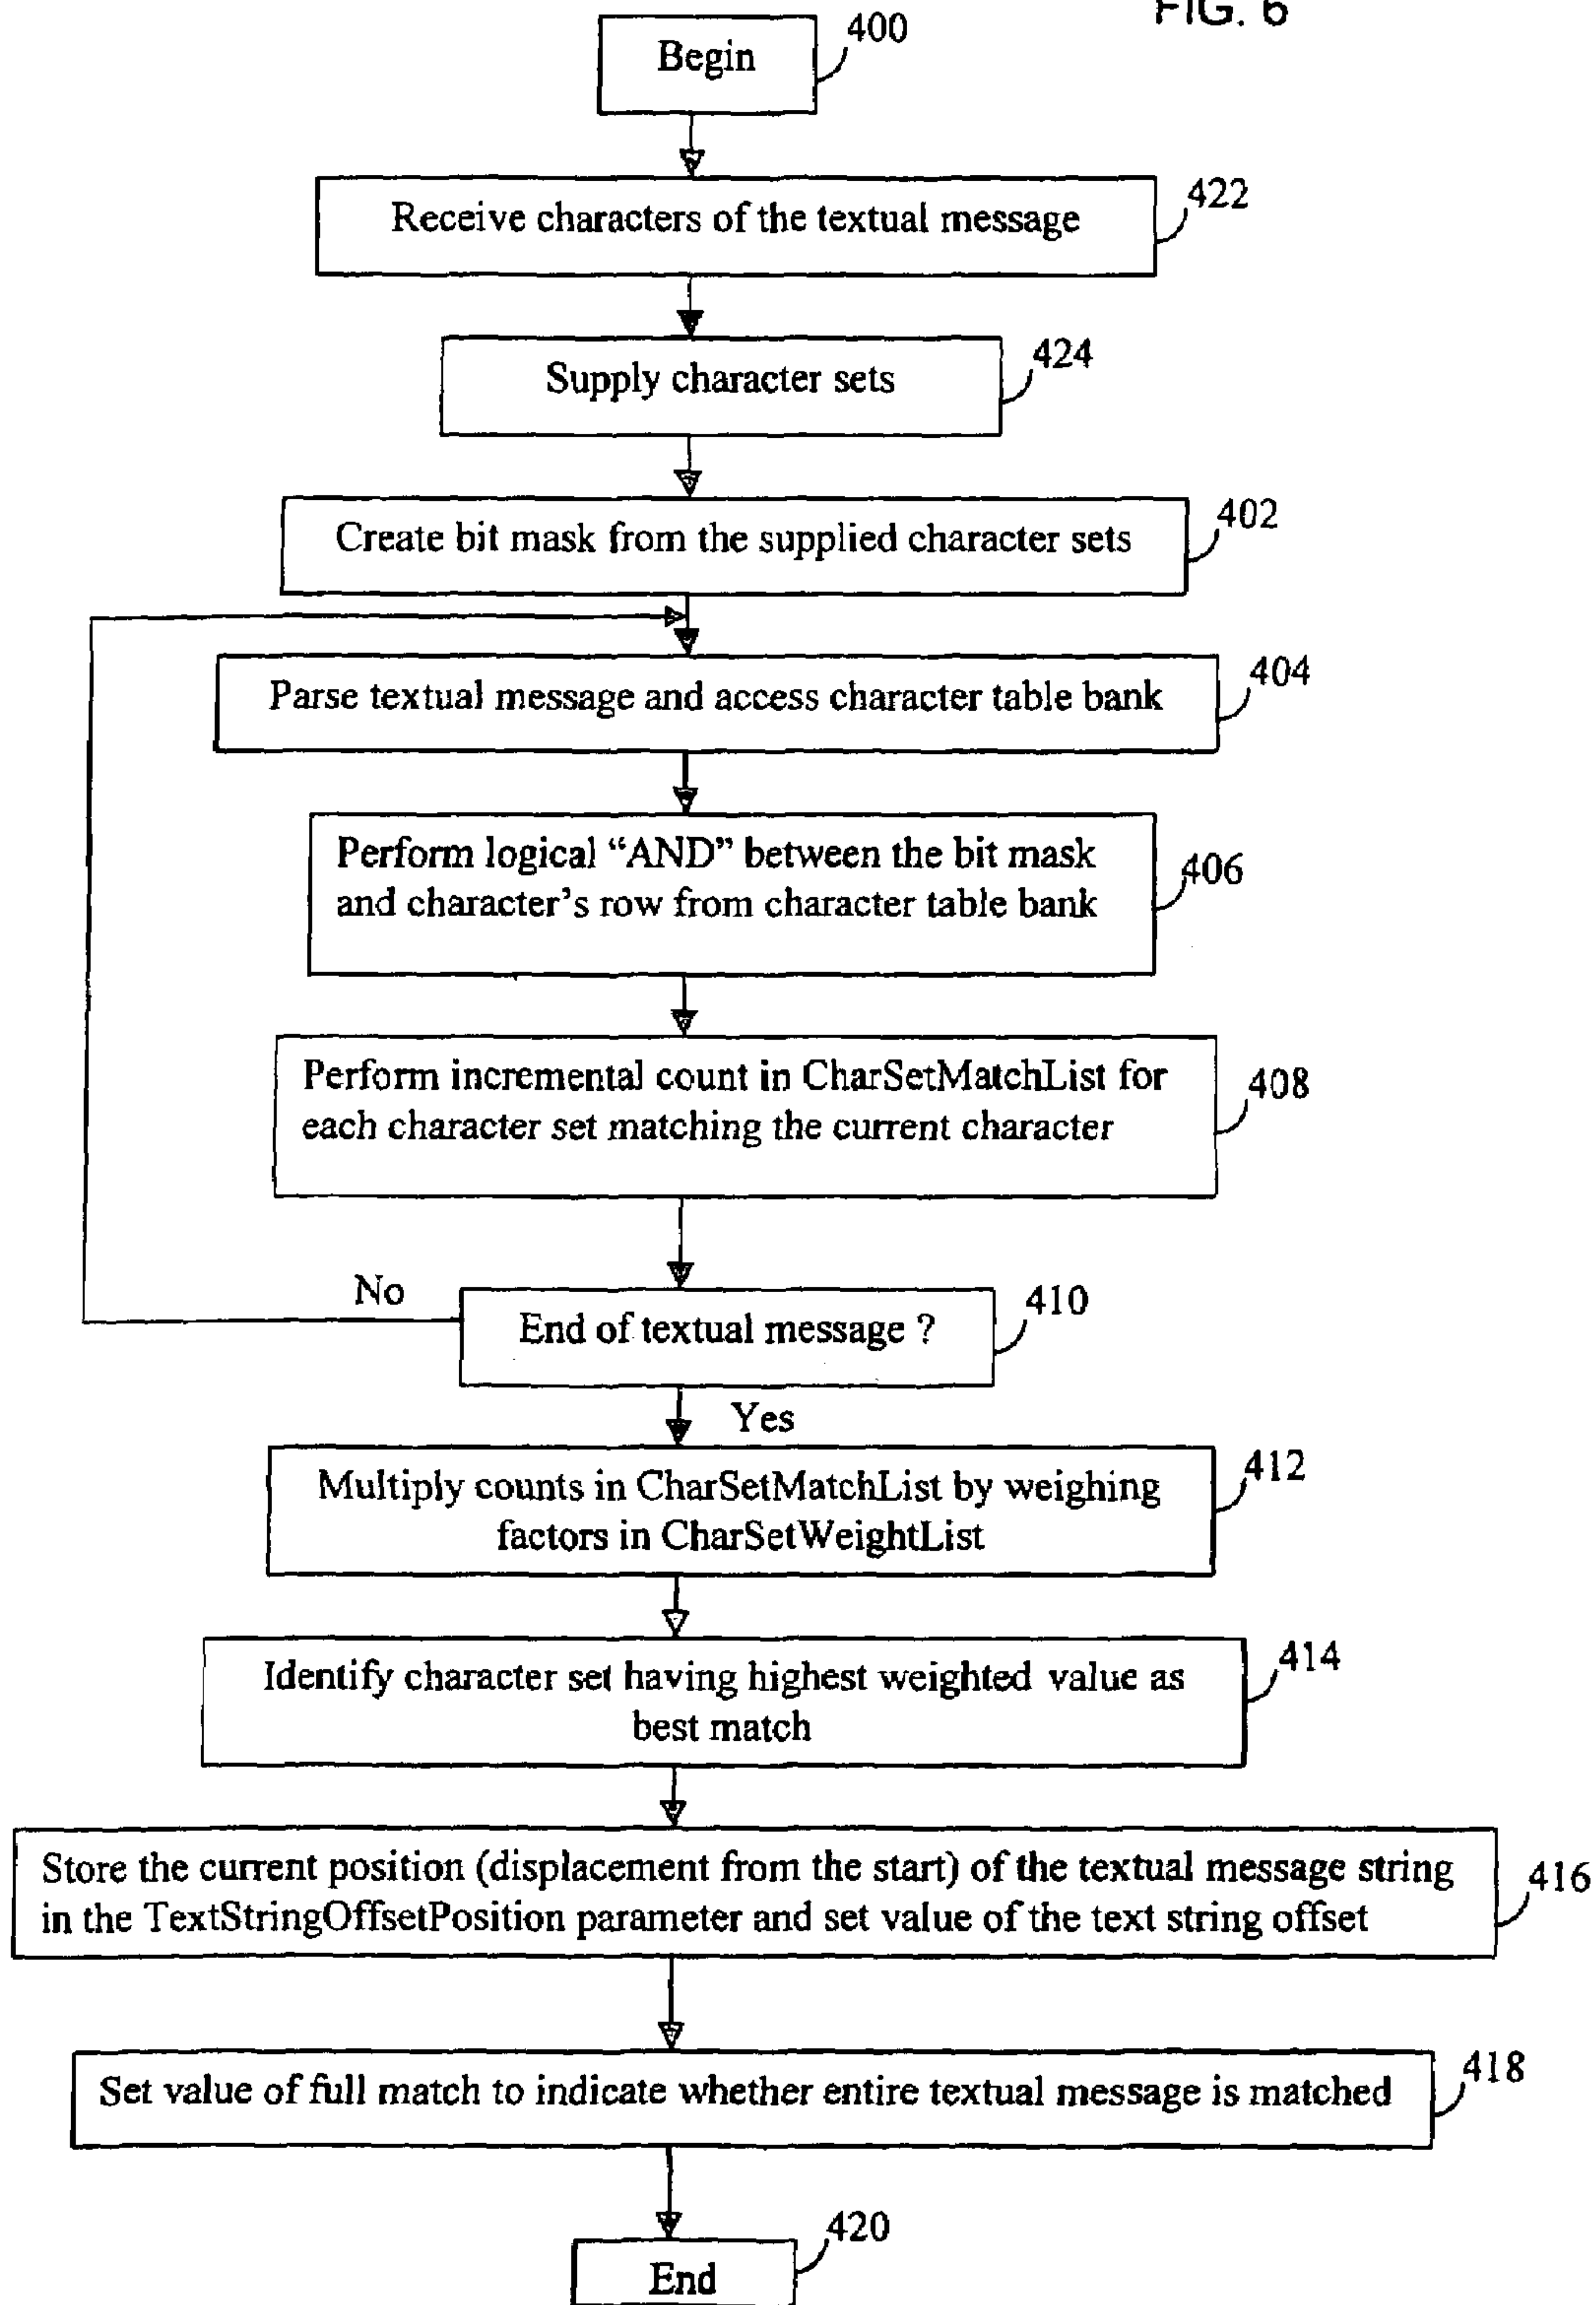 FIG. 6
Begin
400
Receive characters of the textual message
422
Supply character sets
424
Create bit mask from the supplied character sets
402
Parse textual message and access character table bank
404
Perform logical “AND” between the bit mask
and character’s row from character table bank
406
Perform incremental count in CharSetMatchList for
each character set matching the current character
408
No
End of textual message ?
410
Yes
Multiply counts in CharSetMatchList by weighing
factors in CharSetWeightList
412
Identify character set having highest weighted value as
best match
414
Store the current position (displacement from the start) of the textual message string
in the TextStringOffsetPosition parameter and set value of the text string offset
416
Set value of full match to indicate whether entire textual message is matched
418
End
420